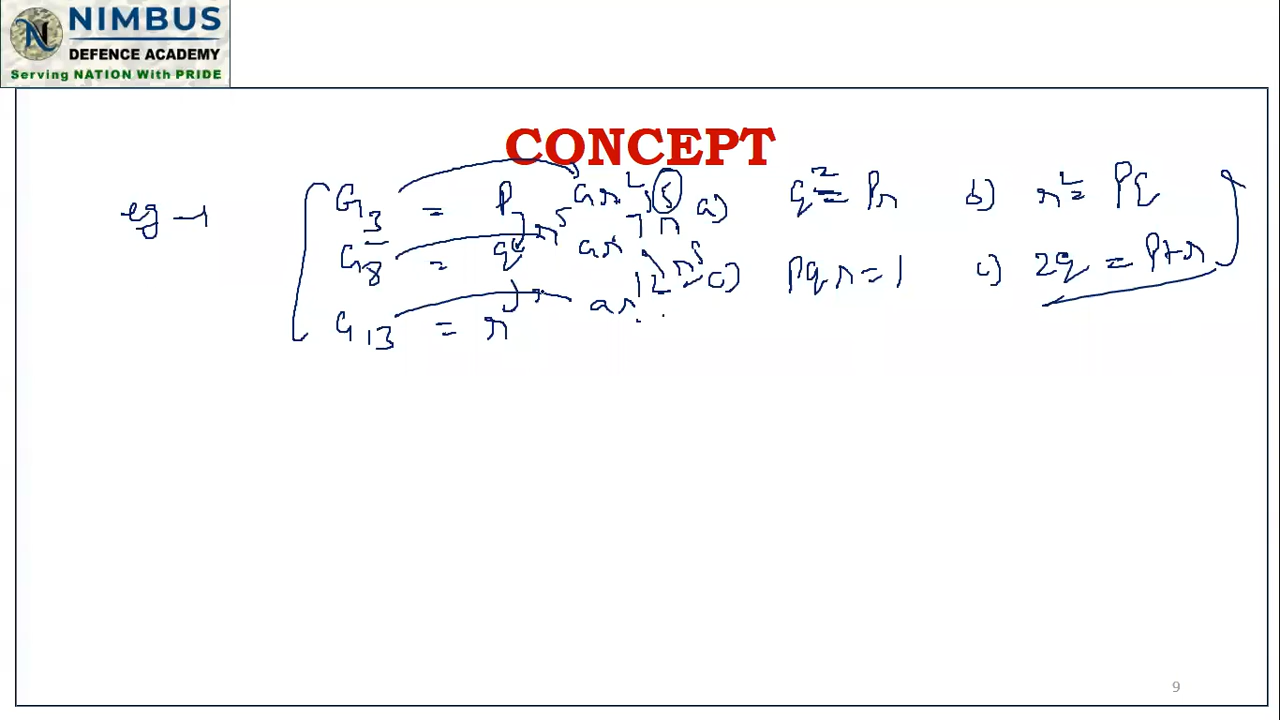 NIMBUS
DEFENCE ACADEMY
Serving NATION With PRIDE
CONCEPT
eg-1
G3 = P ar² a) q² = Pr b) r² = Pq
G8 = q ar⁷ c) Pqr = 1 c) 2q = P+r
G13 = r ar¹²
9